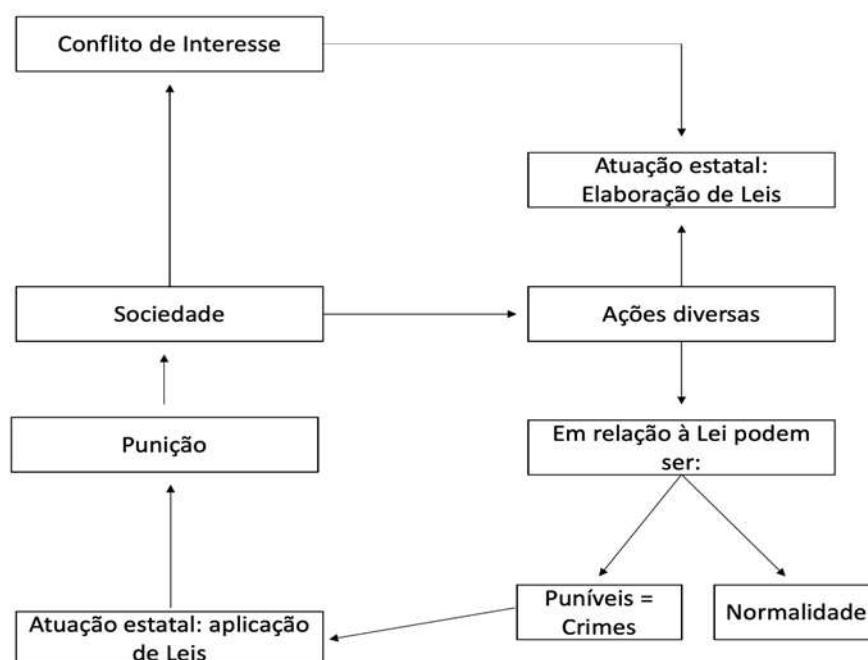 Conflito de Interesse
Atuação estatal:
Elaboração de Leis
Sociedade
Ações diversas
Punição
Em relação à Lei podem
ser:
Atuação estatal: aplicação
de Leis
Puníveis =
Crimes
Normalidade